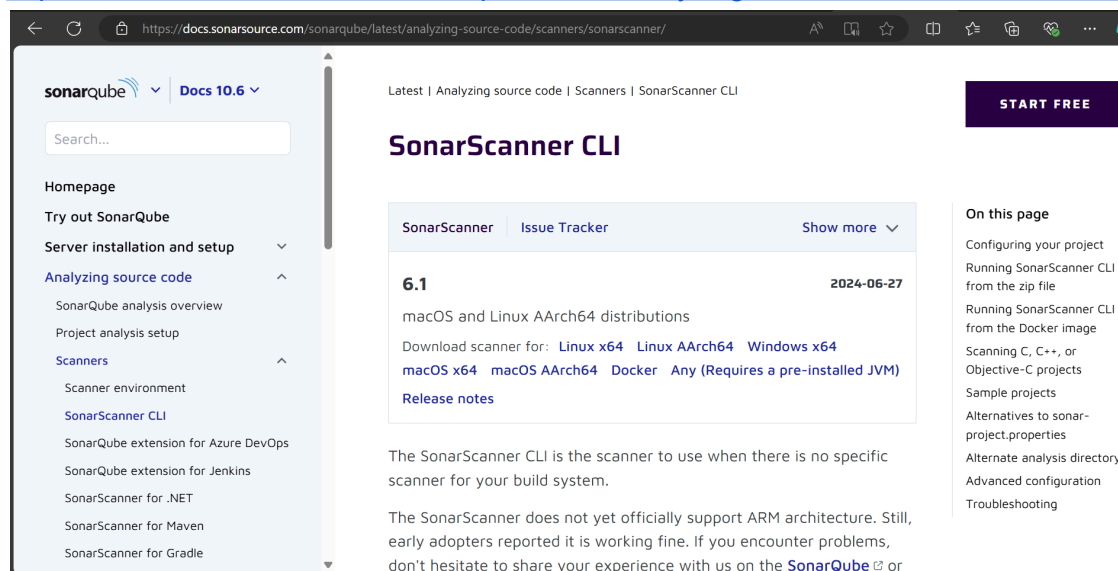 https://docs.sonarsource.com/sonarqube/latest/analyzing-source-code/scanners/sonarscanner/
sonarqube
Docs 10.6
Search...
Homepage
Try out SonarQube
Server installation and setup
Analyzing source code
SonarQube analysis overview
Project analysis setup
Scanners
Scanner environment
SonarScanner CLI
SonarQube extension for Azure DevOps
SonarQube extension for Jenkins
SonarScanner for .NET
SonarScanner for Maven
SonarScanner for Gradle
Latest | Analyzing source code | Scanners | SonarScanner CLI
SonarScanner CLI
SonarScanner Issue Tracker Show more
6.1 2024-06-27
macOS and Linux AArch64 distributions
Download scanner for: Linux x64 Linux AArch64 Windows x64
macOS x64 macOS AArch64 Docker Any (Requires a pre-installed JVM)
Release notes
The SonarScanner CLI is the scanner to use when there is no specific
scanner for your build system.
The SonarScanner does not yet officially support ARM architecture. Still,
early adopters reported it is working fine. If you encounter problems,
don't hesitate to share your experience with us on the SonarQube or
START FREE
On this page
Configuring your project
Running SonarScanner CLI
from the zip file
Running SonarScanner CLI
from the Docker image
Scanning C, C++, or
Objective-C projects
Sample projects
Alternatives to sonar-
project.properties
Alternate analysis directory
Advanced configuration
Troubleshooting